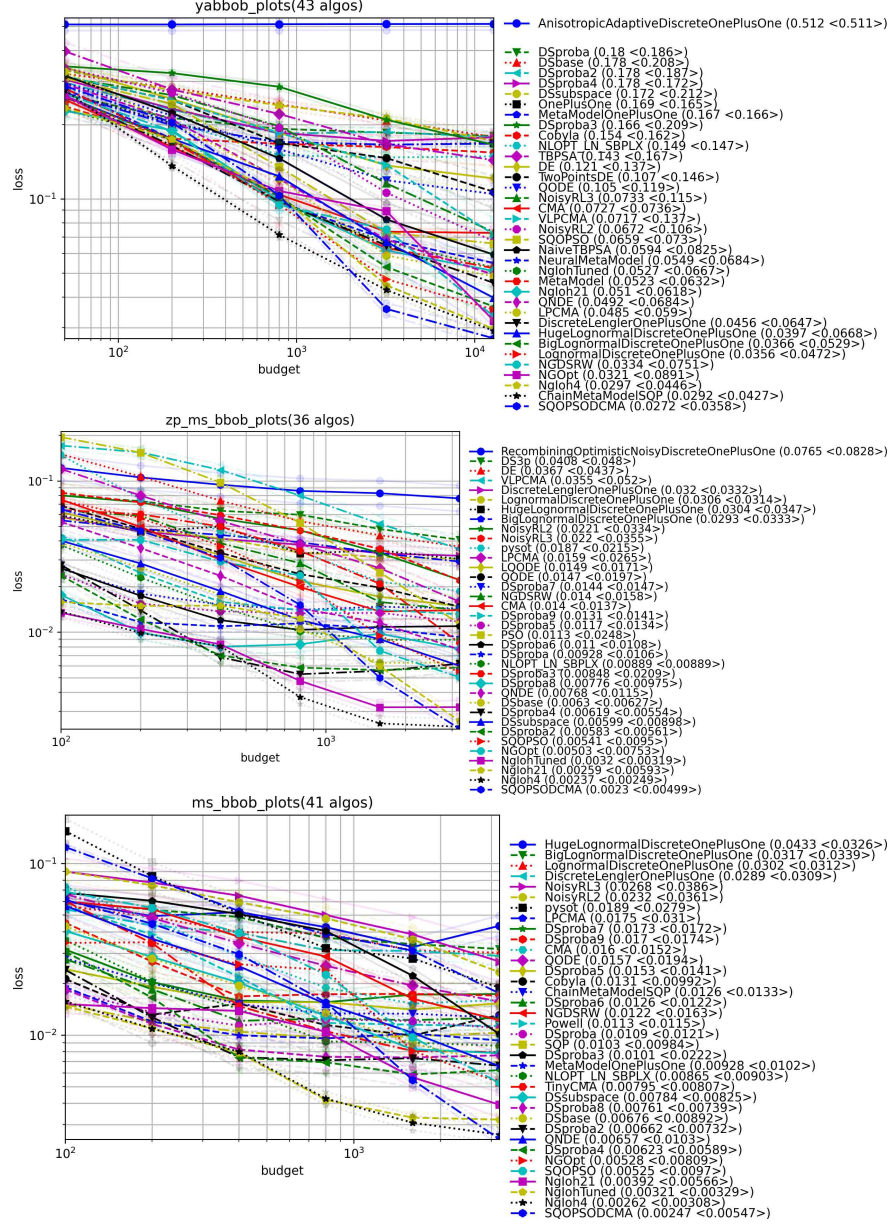 yabbob_plots(43 algos)
loss
10⁻¹
10²
10³
10⁴
budget
AnisotropicAdaptiveDiscreteOnePlusOne (0.512 <0.511>)
DSproba (0.18 <0.186>)
DSbase (0.178 <0.208>)
DSproba2 (0.178 <0.187>)
DSproba4 (0.178 <0.172>)
DSsubspace (0.172 <0.212>)
OnePlusOne (0.169 <0.165>)
MetaModelOnePlusOne (0.167 <0.166>)
DSproba3 (0.166 <0.209>)
Cobyla (0.154 <0.162>)
NLOPT_LN_SBPLX (0.149 <0.147>)
TBPSA (0.143 <0.167>)
DE (0.121 <0.137>)
TwoPointsDE (0.107 <0.146>)
QODE (0.105 <0.119>)
NoisyRL3 (0.0733 <0.115>)
CMA (0.0727 <0.0736>)
VLPCMA (0.0717 <0.137>)
NoisyRL2 (0.0672 <0.106>)
SQOPSO (0.0659 <0.073>)
NaiveTBPSA (0.0594 <0.0825>)
NeuralMetaModel (0.0549 <0.0684>)
NgIohTuned (0.0527 <0.0667>)
MetaModel (0.0523 <0.0632>)
NgIoh21 (0.051 <0.0618>)
QNDE (0.0492 <0.0684>)
LPCMA (0.0485 <0.059>)
DiscreteLenglerOnePlusOne (0.0456 <0.0647>)
HugeLognormalDiscreteOnePlusOne (0.0397 <0.0668>)
BigLognormalDiscreteOnePlusOne (0.0366 <0.0529>)
LognormalDiscreteOnePlusOne (0.0356 <0.0472>)
NGDSRW (0.0334 <0.0751>)
NGOpt (0.0321 <0.0891>)
NgIoh4 (0.0297 <0.0446>)
ChainMetaModelSQP (0.0292 <0.0427>)
SQOPSODCMA (0.0272 <0.0358>)
zp_ms_bbob_plots(36 algos)
loss
10⁻¹
10⁻²
10²
10³
budget
RecombiningOptimisticNoisyDiscreteOnePlusOne (0.0765 <0.0828>)
DS3p (0.0408 <0.048>)
DE (0.0367 <0.0437>)
VLPCMA (0.0355 <0.052>)
DiscreteLenglerOnePlusOne (0.032 <0.0332>)
LognormalDiscreteOnePlusOne (0.0306 <0.0314>)
HugeLognormalDiscreteOnePlusOne (0.0304 <0.0347>)
BigLognormalDiscreteOnePlusOne (0.0293 <0.0333>)
NoisyRL2 (0.0221 <0.0334>)
NoisyRL3 (0.022 <0.0355>)
pysot (0.0187 <0.0215>)
LPCMA (0.0159 <0.0265>)
LQODE (0.0149 <0.0171>)
QODE (0.0147 <0.0197>)
DSproba7 (0.0144 <0.0147>)
NGDSRW (0.014 <0.0158>)
CMA (0.014 <0.0137>)
DSproba9 (0.0131 <0.0141>)
DSproba5 (0.0117 <0.0134>)
PSO (0.0113 <0.0248>)
DSproba6 (0.011 <0.0108>)
DSproba (0.00928 <0.0106>)
NLOPT_LN_SBPLX (0.00889 <0.00889>)
DSproba3 (0.00848 <0.0209>)
DSproba8 (0.00776 <0.00975>)
QNDE (0.00768 <0.0115>)
DSbase (0.0063 <0.00627>)
DSproba4 (0.00619 <0.00554>)
DSsubspace (0.00599 <0.00898>)
DSproba2 (0.00583 <0.00561>)
SQOPSO (0.00541 <0.0095>)
NGOpt (0.00503 <0.00753>)
NgIohTuned (0.0032 <0.00319>)
NgIoh21 (0.00259 <0.00593>)
NgIoh4 (0.00237 <0.00249>)
SQOPSODCMA (0.0023 <0.00499>)
ms_bbob_plots(41 algos)
loss
10⁻¹
10⁻²
10²
10³
budget
HugeLognormalDiscreteOnePlusOne (0.0433 <0.0326>)
BigLognormalDiscreteOnePlusOne (0.0317 <0.0339>)
LognormalDiscreteOnePlusOne (0.0302 <0.0312>)
DiscreteLenglerOnePlusOne (0.0289 <0.0309>)
NoisyRL3 (0.0268 <0.0386>)
NoisyRL2 (0.0232 <0.0361>)
pysot (0.0189 <0.0279>)
LPCMA (0.0175 <0.031>)
DSproba7 (0.0173 <0.0172>)
DSproba9 (0.017 <0.0174>)
CMA (0.016 <0.0152>)
QODE (0.0157 <0.0194>)
DSproba5 (0.0153 <0.0141>)
Cobyla (0.0131 <0.00992>)
ChainMetaModelSQP (0.0126 <0.0133>)
DSproba6 (0.0126 <0.0122>)
NGDSRW (0.0122 <0.0163>)
Powell (0.0113 <0.0115>)
DSproba (0.0109 <0.0121>)
SQP (0.0103 <0.00984>)
DSproba3 (0.0101 <0.0222>)
MetaModelOnePlusOne (0.00928 <0.0102>)
NLOPT_LN_SBPLX (0.00865 <0.00903>)
TinyCMA (0.00795 <0.00807>)
DSsubspace (0.00784 <0.00825>)
DSproba8 (0.00761 <0.00739>)
DSbase (0.00676 <0.00892>)
DSproba2 (0.00662 <0.00732>)
QNDE (0.00657 <0.0103>)
DSproba4 (0.00623 <0.00589>)
NGOpt (0.00528 <0.00809>)
SQOPSO (0.00525 <0.0097>)
NgIoh21 (0.00392 <0.00566>)
NgIohTuned (0.00321 <0.00329>)
NgIoh4 (0.00262 <0.00308>)
SQOPSODCMA (0.00247 <0.00547>)